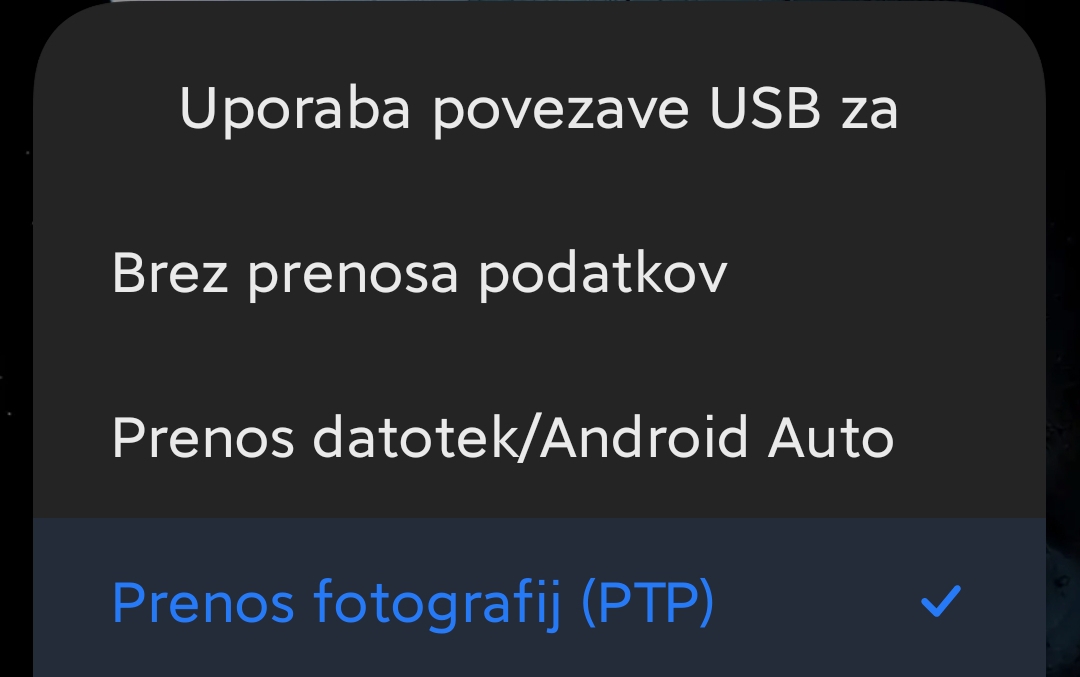 Uporaba povezave USB za
Brez prenosa podatkov
Prenos datotek/Android Auto
Prenos fotografij (PTP)